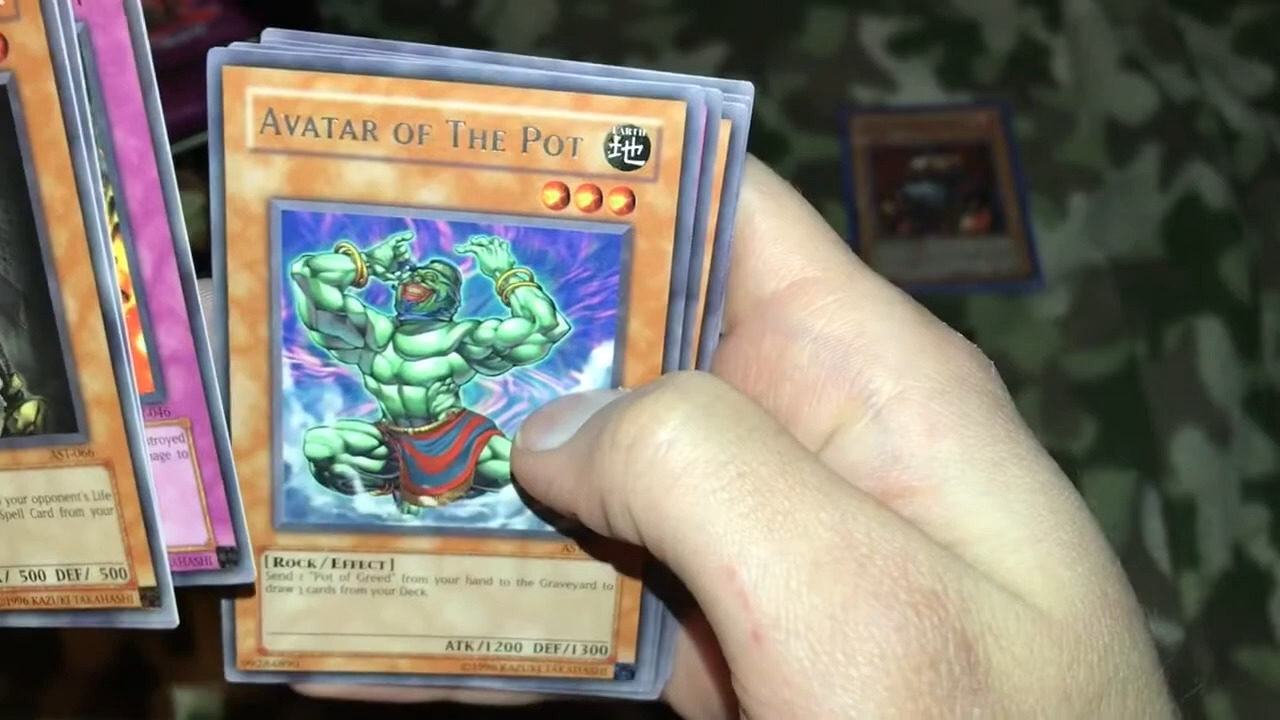 AST-066
your opponent's Life
Spell Card from your
/ 500 DEF/ 500
©1996 KAZUKI TAKAHASHI
-046
stroyed
mage to
AHASHI
AVATAR OF THE POT
EARTH
地
[ROCK/EFFECT]
Send 1 "Pot of Greed" from your hand to the Graveyard to
draw 3 cards from your Deck.
ATK/1200 DEF/1300
©1996 KAZUKI TAKAHASHI